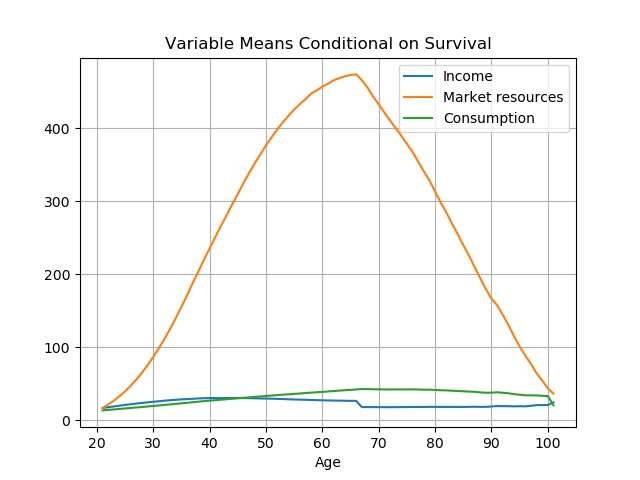 Variable Means Conditional on Survival
Income
Market resources
Consumption
400
300
200
100
0
20 30 40 50 60 70 80 90 100
Age